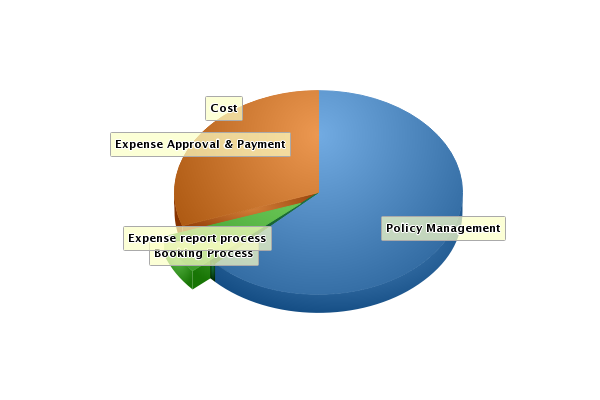 Cost
Expense Approval & Payment
Policy Management
Expense report process
Booking Process